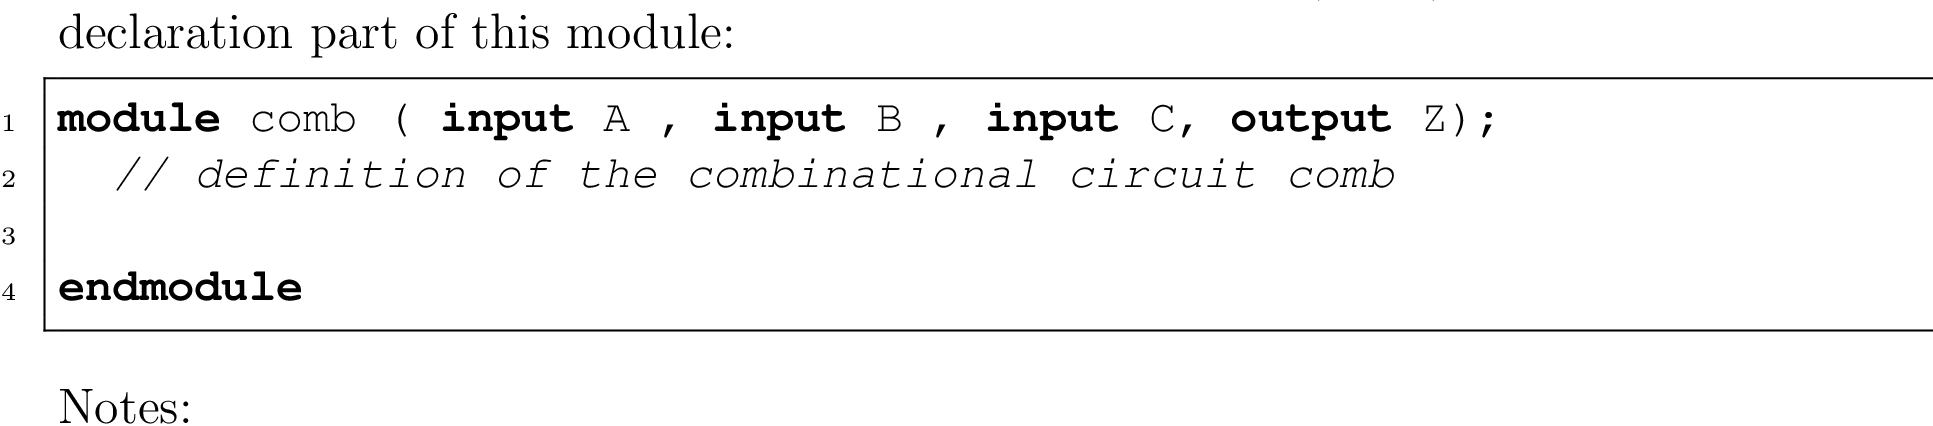 declaration part of this module:
1 module comb ( input A , input B , input C, output Z);
2 // definition of the combinational circuit comb
3
4 endmodule
Notes: